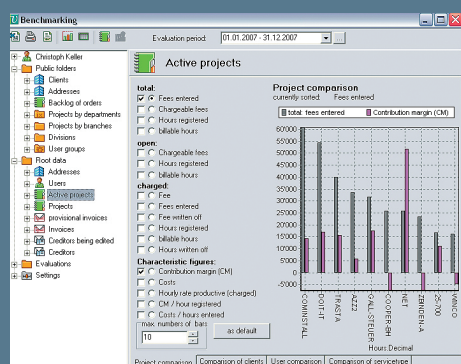 Benchmarking
Evaluation period: 01.01.2007 - 31.12.2007 ...
Christoph Keller
Public folders
Clients
Addresses
Backlog of orders
Projects by departments
Projects by branches
Divisions
User groups
Root data
Addresses
Users
Active projects
Projects
provisional invoices
Invoices
Creditors being edited
Creditors
Evaluations
Settings
Active projects
total:
Fees entered
Chargeable fees
Hours registered
billable hours
open:
Chargeable fees
Hours registered
billable hours
charged:
Fee
Fees entered
Fee written off
Hours registered
billable hours
Hours written off
Characteristic figures:
Contribution margin (CM)
Costs
Hourly rate productive (charged)
CM / hour registered
Costs / hours entered
max. numbers of bars
10
as default
Project comparison
currently sorted: Fees entered
total: fees entered
Contribution margin (CM)
60000
55000
50000
45000
40000
35000
30000
25000
20000
15000
10000
5000
0
-5000
COMINSTALL
DOIT-IT
TRASTA
AZZ2
GALL-STEUER
COOPER-EH
NET
ZEHNDEN-A
25-700
WINCO
Hours:Decimal
Project comparison
Comparison of clients
User comparison
Comparison of servicetype